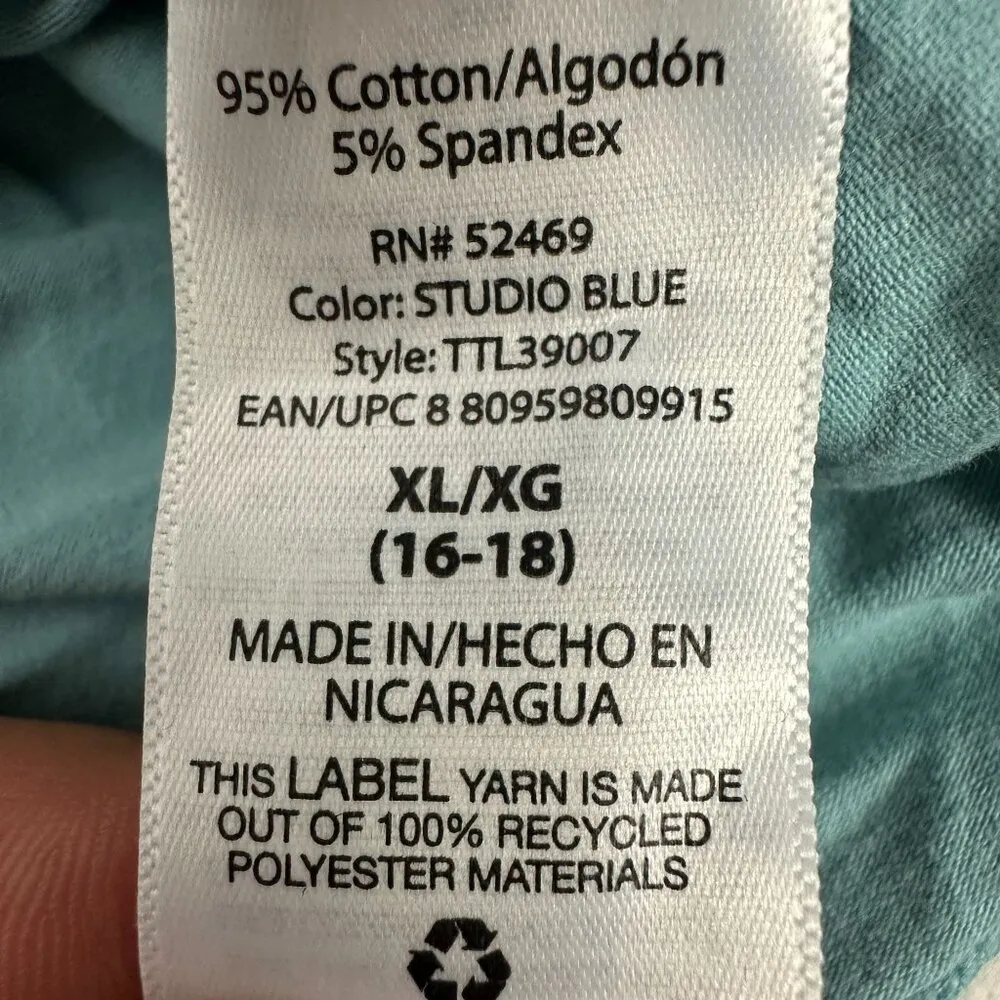 95% Cotton/Algodón
5% Spandex
RN# 52469
Color: STUDIO BLUE
Style: TTL39007
EAN/UPC 8 80959809915
XL/XG
(16-18)
MADE IN/HECHO EN
NICARAGUA
THIS LABEL YARN IS MADE
OUT OF 100% RECYCLED
POLYESTER MATERIALS